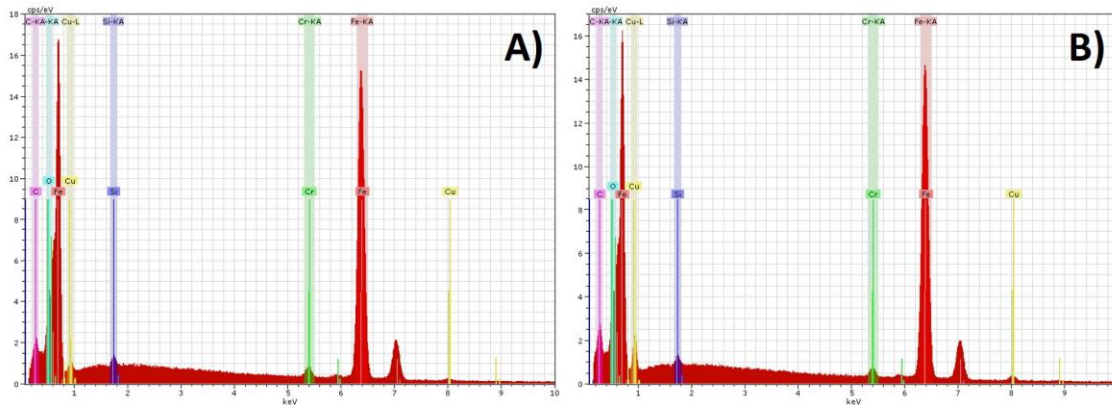 cps/eV
C-KA -KA Cu-L Si-KA Cr-KA Fe-KA
A)
18
16
14
12
10
8
6
4
2
0
C O Fe Cu Si Cr Fe Cu
1 2 3 4 5 6 7 8 9 10
keV
cps/eV
C-KA -KA Cu-L Si-KA Cr-KA Fe-KA
B)
16
14
12
10
8
6
4
2
0
C O Fe Cu Si Cr Fe Cu
1 2 3 4 5 6 7 8 9
keV